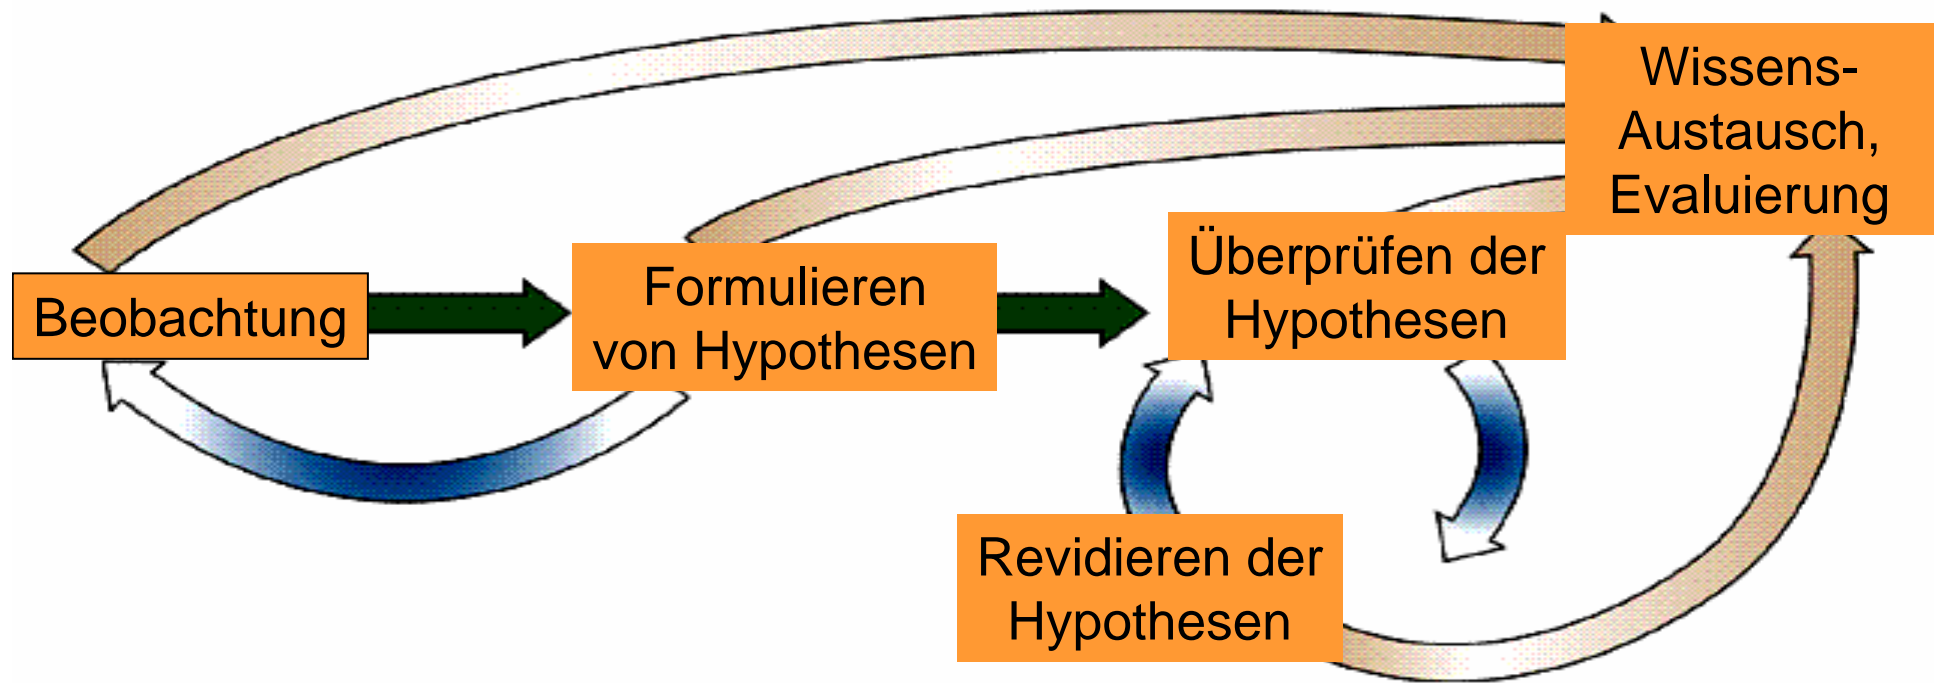 Beobachtung
Formulieren
von Hypothesen
Überprüfen der
Hypothesen
Wissens-
Austausch,
Evaluierung
Revidieren der
Hypothesen